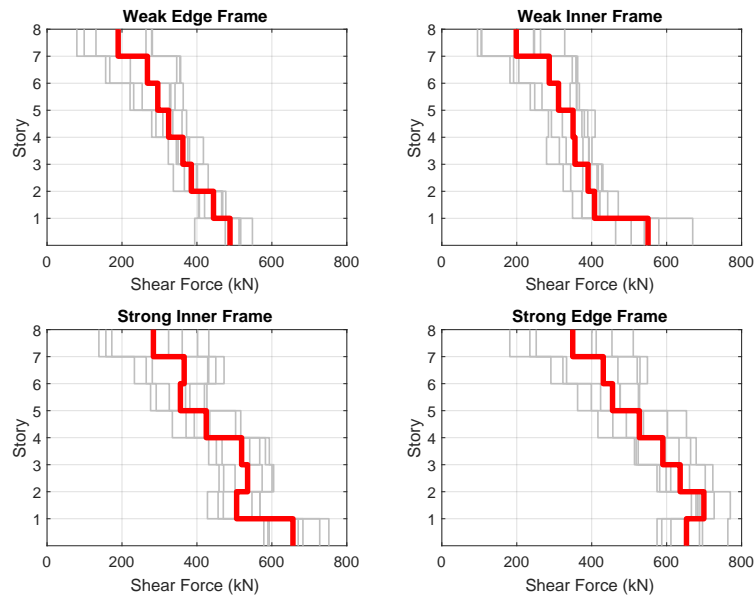 Weak Edge Frame
8
7
6
5
4
3
2
1
Story
0 200 400 600 800
Shear Force (kN)
Weak Inner Frame
8
7
6
5
4
3
2
1
Story
0 200 400 600 800
Shear Force (kN)
Strong Inner Frame
8
7
6
5
4
3
2
1
Story
0 200 400 600 800
Shear Force (kN)
Strong Edge Frame
8
7
6
5
4
3
2
1
Story
0 200 400 600 800
Shear Force (kN)